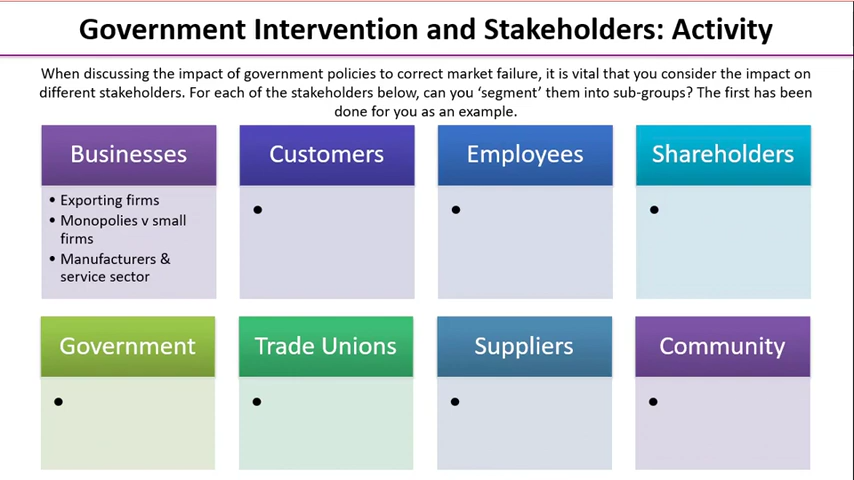 Government Intervention and Stakeholders: Activity
When discussing the impact of government policies to correct market failure, it is vital that you consider the impact on
different stakeholders. For each of the stakeholders below, can you ‘segment’ them into sub-groups? The first has been
done for you as an example.
Businesses
• Exporting firms
• Monopolies v small
firms
• Manufacturers &
service sector
Customers
•
Employees
•
Shareholders
•
Government
•
Trade Unions
•
Suppliers
•
Community
•